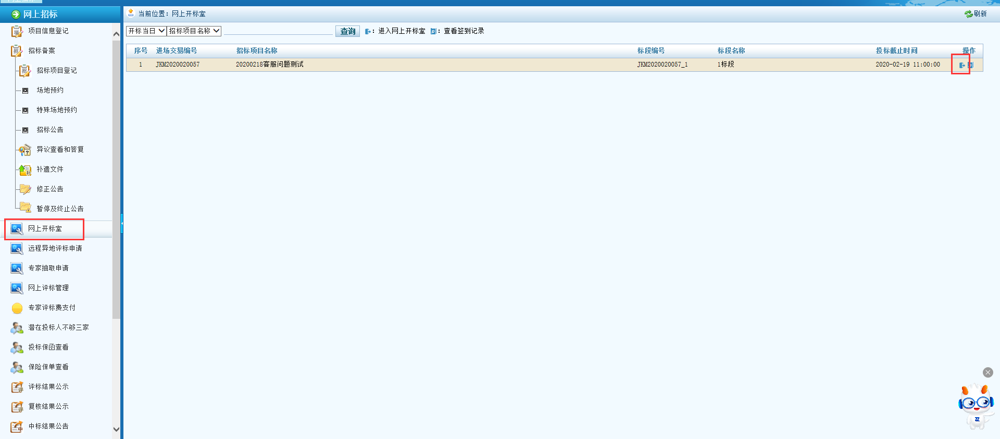 网上招标
当前位置：网上开标室
刷新
开标当日 招标项目名称 查询 ：进入网上开标室 ：查看签到记录
序号 进场交易编号 招标项目名称 标段编号 标段名称 投标截止时间 操作
1 JKM2020020057 20200218客服问题测试 JKM2020020057_1 1标段 2020-02-19 11:00:00
项目信息登记
招标备案
招标项目登记
场地预约
特殊场地预约
招标公告
异议查看和答复
补遗文件
修正公告
暂停及终止公告
网上开标室
远程异地评标申请
专家抽取申请
网上评标管理
专家评标费支付
潜在投标人不够三家
投标保函查看
保险保单查看
评标结果公示
复核结果公示
中标结果公告